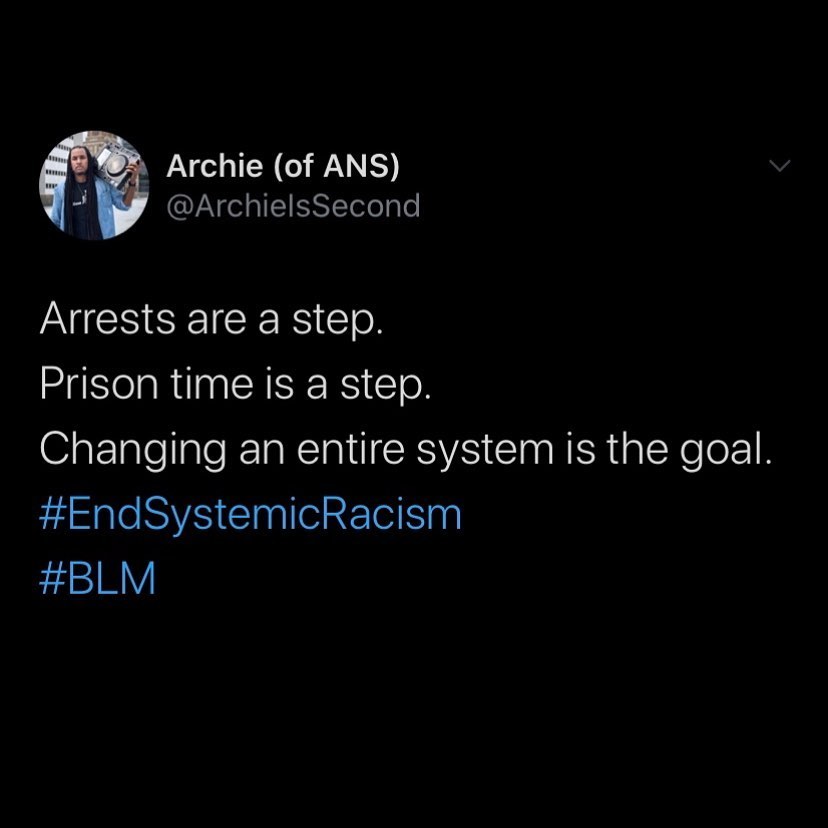 Archie (of ANS)
@ArchieIsSecond
Arrests are a step.
Prison time is a step.
Changing an entire system is the goal.
#EndSystemicRacism
#BLM